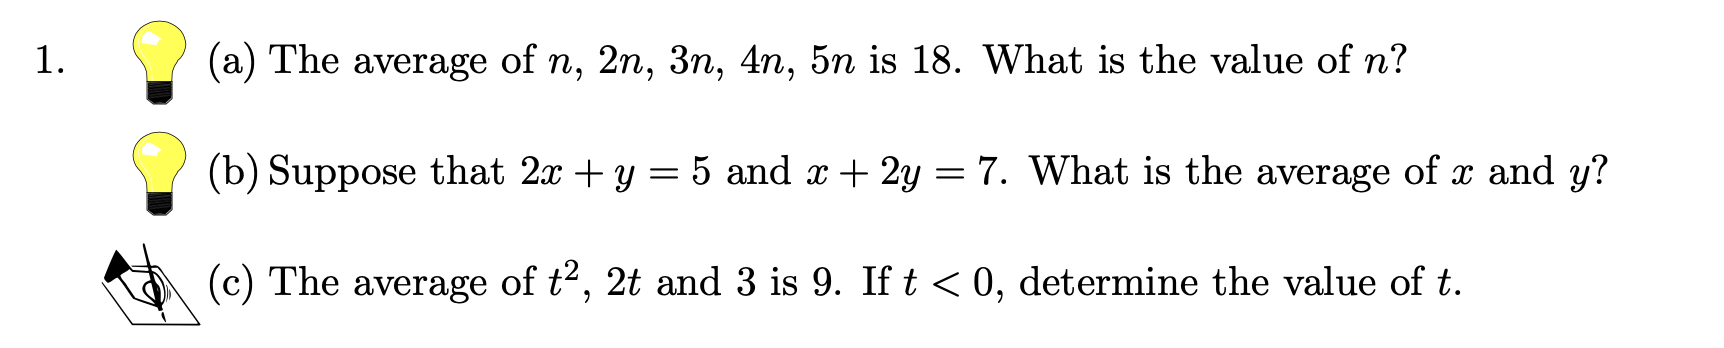 1. (a) The average of n, 2n, 3n, 4n, 5n is 18. What is the value of n?
(b) Suppose that 2x + y = 5 and x + 2y = 7. What is the average of x and y?
(c) The average of t², 2t and 3 is 9. If t < 0, determine the value of t.